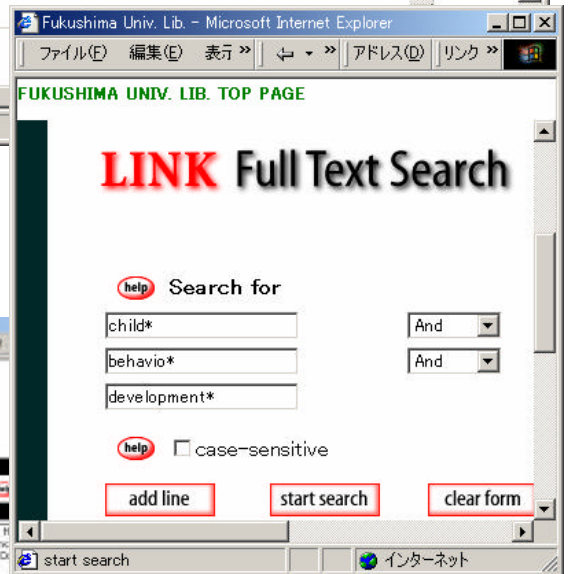 Fukushima Univ. Lib. - Microsoft Internet Explorer
ファイル(F) 編集(E) 表示 » アドレス(D) リンク »
FUKUSHIMA UNIV. LIB. TOP PAGE
LINK Full Text Search
help Search for
child* And
behavio* And
development*
help case-sensitive
add line start search clear form
start search インターネット